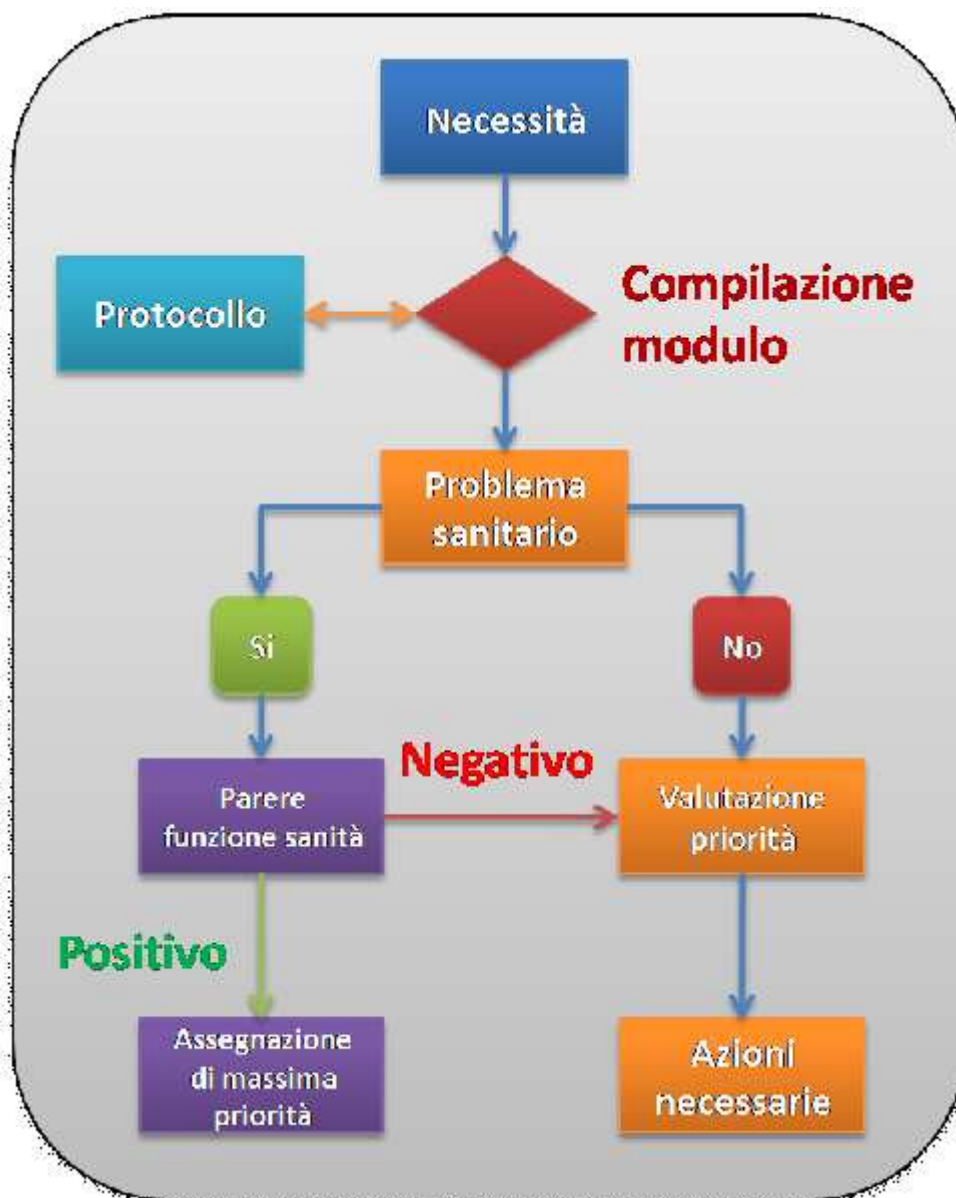 Necessità
Protocollo
Compilazione
modulo
Problema
sanitario
Si
No
Negativo
Parere
funzione sanità
Valutazione
priorità
Positivo
Assegnazione
di massima
priorità
Azioni
necessarie